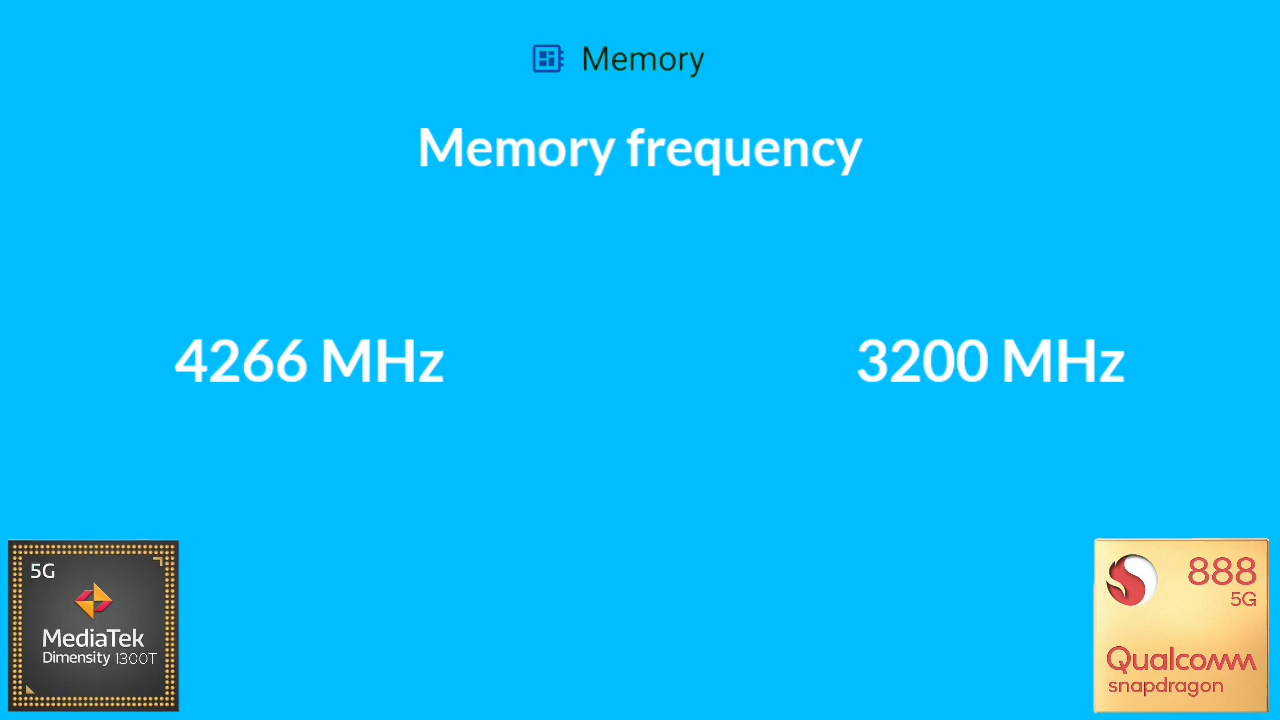 Memory
Memory frequency
4266 MHz
3200 MHz
5G
MediaTek
Dimensity 1300T
888
5G
Qualcomm
snapdragon